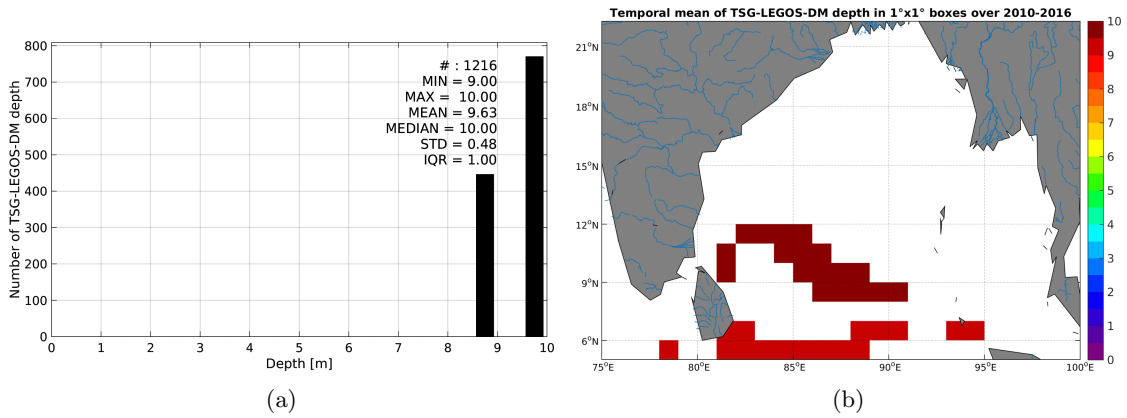 800
700
600
500
400
300
200
100
0
Number of TSG-LEGOS-DM depth
# : 1216
MIN = 9.00
MAX = 10.00
MEAN = 9.63
MEDIAN = 10.00
STD = 0.48
IQR = 1.00
0 1 2 3 4 5 6 7 8 9 10
Depth [m]
(a)
Temporal mean of TSG-LEGOS-DM depth in 1°x1° boxes over 2010-2016
21°N
18°N
15°N
12°N
9°N
6°N
75°E 80°E 85°E 90°E 95°E 100°E
10
9
8
7
6
5
4
3
2
1
0
(b)